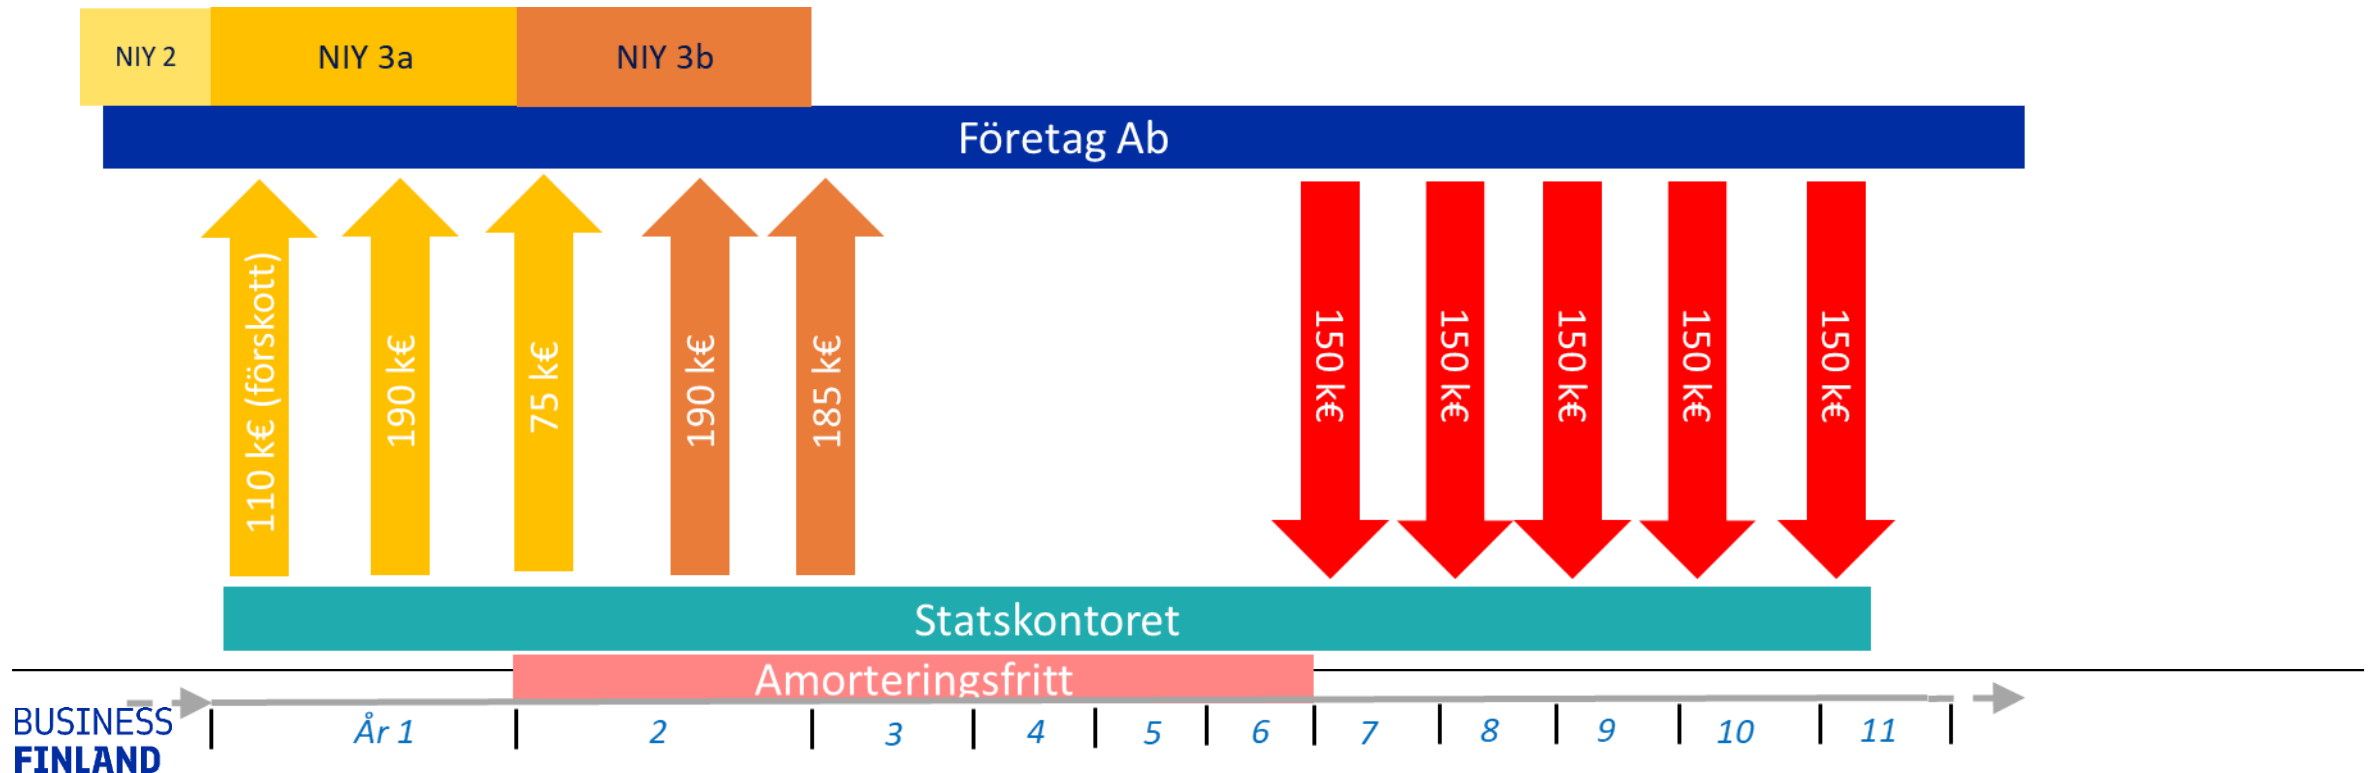 NIY 2
NIY 3a
NIY 3b
Företag Ab
110 k€ (förskott)
190 k€
75 k€
190 k€
185 k€
150 k€
150 k€
150 k€
150 k€
150 k€
Statskontoret
Amorteringsfritt
År 1
2
3
4
5
6
7
8
9
10
11
BUSINESS
FINLAND